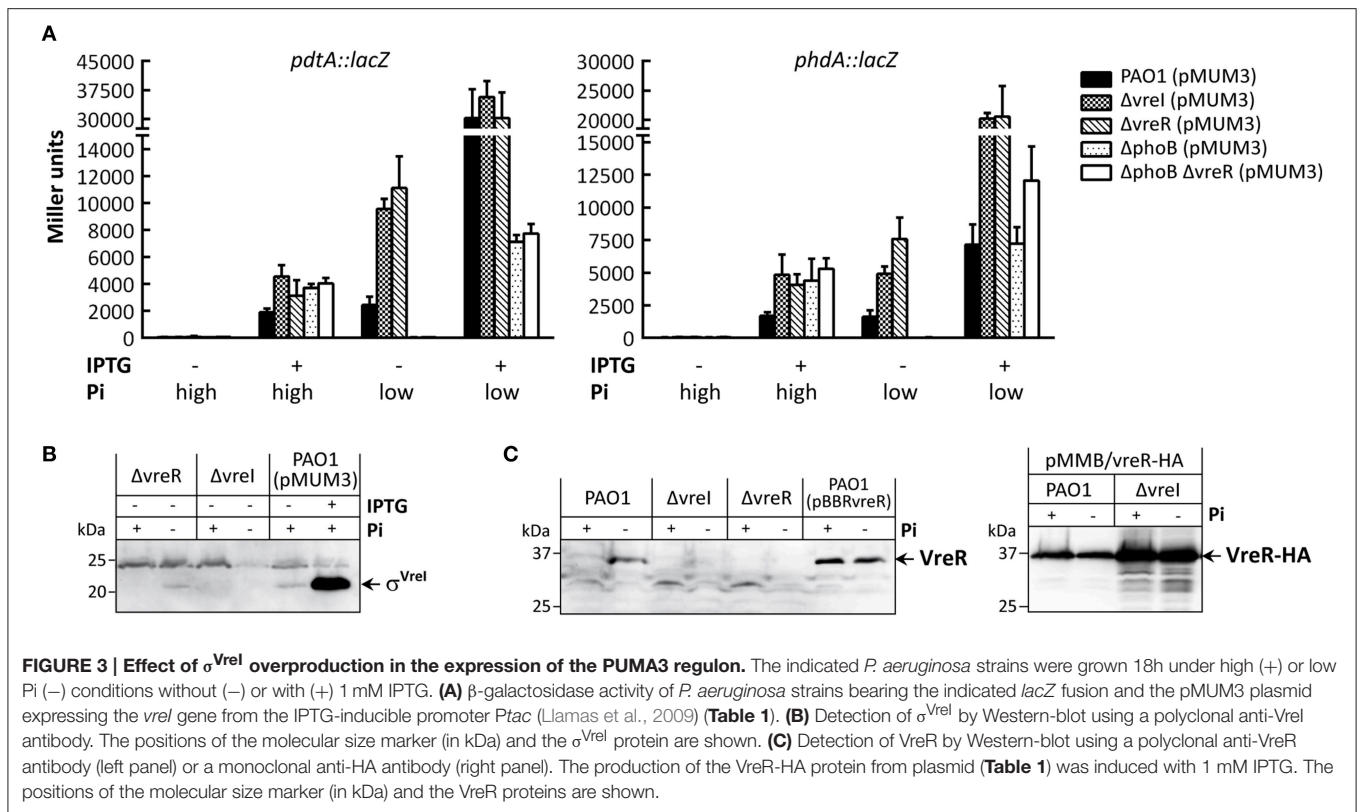 A
pdtA::lacZ
phdA::lacZ
PAO1 (pMUM3)
ΔvreI (pMUM3)
ΔvreR (pMUM3)
ΔphoB (pMUM3)
ΔphoB ΔvreR (pMUM3)
Miller units
45000
37500
30000
14000
12000
10000
8000
6000
4000
2000
0
30000
25000
20000
15000
12500
10000
7500
5000
2500
0
IPTG - + - + - + - +
Pi high high low low high high low low
B
ΔvreR ΔvreI PAO1 (pMUM3)
- - - - - + IPTG
kDa + - + - + + Pi
25
20
σVreI
C
PAO1 ΔvreI ΔvreR PAO1 (pBBRvreR)
kDa + - + - + - + - Pi
37
25
VreR
pMMB/vreR-HA
PAO1 ΔvreI
+ - + - Pi
kDa
37
25
VreR-HA
FIGURE 3 | Effect of σVreI overproduction in the expression of the PUMA3 regulon. The indicated P. aeruginosa strains were grown 18h under high (+) or low
Pi (−) conditions without (−) or with (+) 1 mM IPTG. (A) β-galactosidase activity of P. aeruginosa strains bearing the indicated lacZ fusion and the pMUM3 plasmid
expressing the vreI gene from the IPTG-inducible promoter Ptac (Llamas et al., 2009) (Table 1). (B) Detection of σVreI by Western-blot using a polyclonal anti-VreI
antibody. The positions of the molecular size marker (in kDa) and the σVreI protein are shown. (C) Detection of VreR by Western-blot using a polyclonal anti-VreR
antibody (left panel) or a monoclonal anti-HA antibody (right panel). The production of the VreR-HA protein from plasmid (Table 1) was induced with 1 mM IPTG. The
positions of the molecular size marker (in kDa) and the VreR proteins are shown.